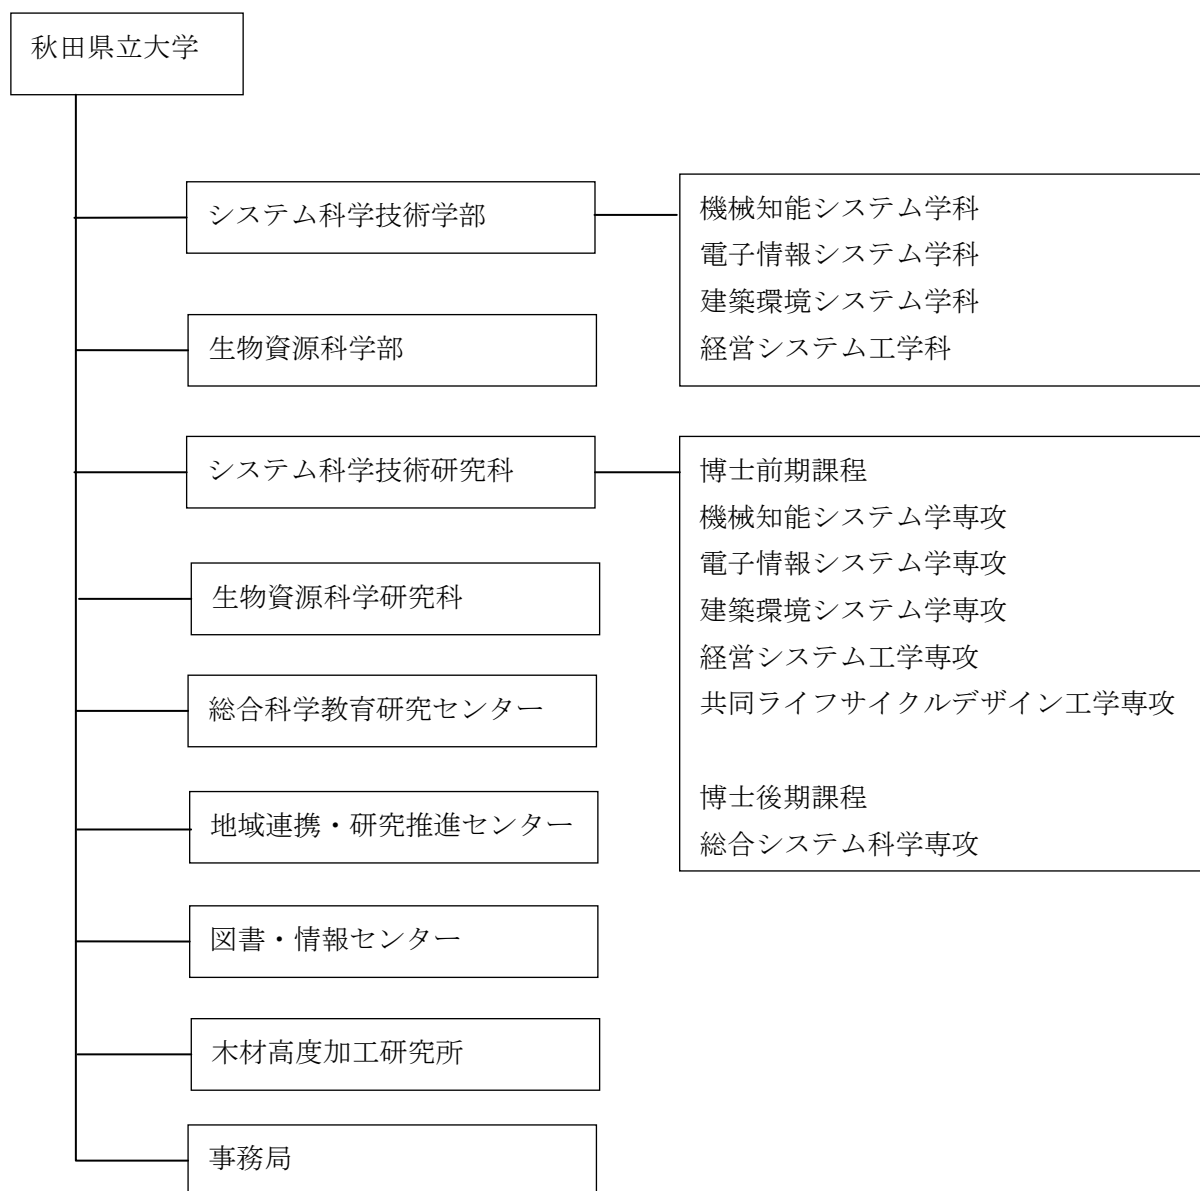 秋田県立大学
システム科学技術学部
機械知能システム学科
電子情報システム学科
建築環境システム学科
経営システム工学科
生物資源科学部
システム科学技術研究科
博士前期課程
機械知能システム学専攻
電子情報システム学専攻
建築環境システム学専攻
経営システム工学専攻
共同ライフサイクルデザイン工学専攻
博士後期課程
総合システム科学専攻
生物資源科学研究科
総合科学教育研究センター
地域連携・研究推進センター
図書・情報センター
木材高度加工研究所
事務局